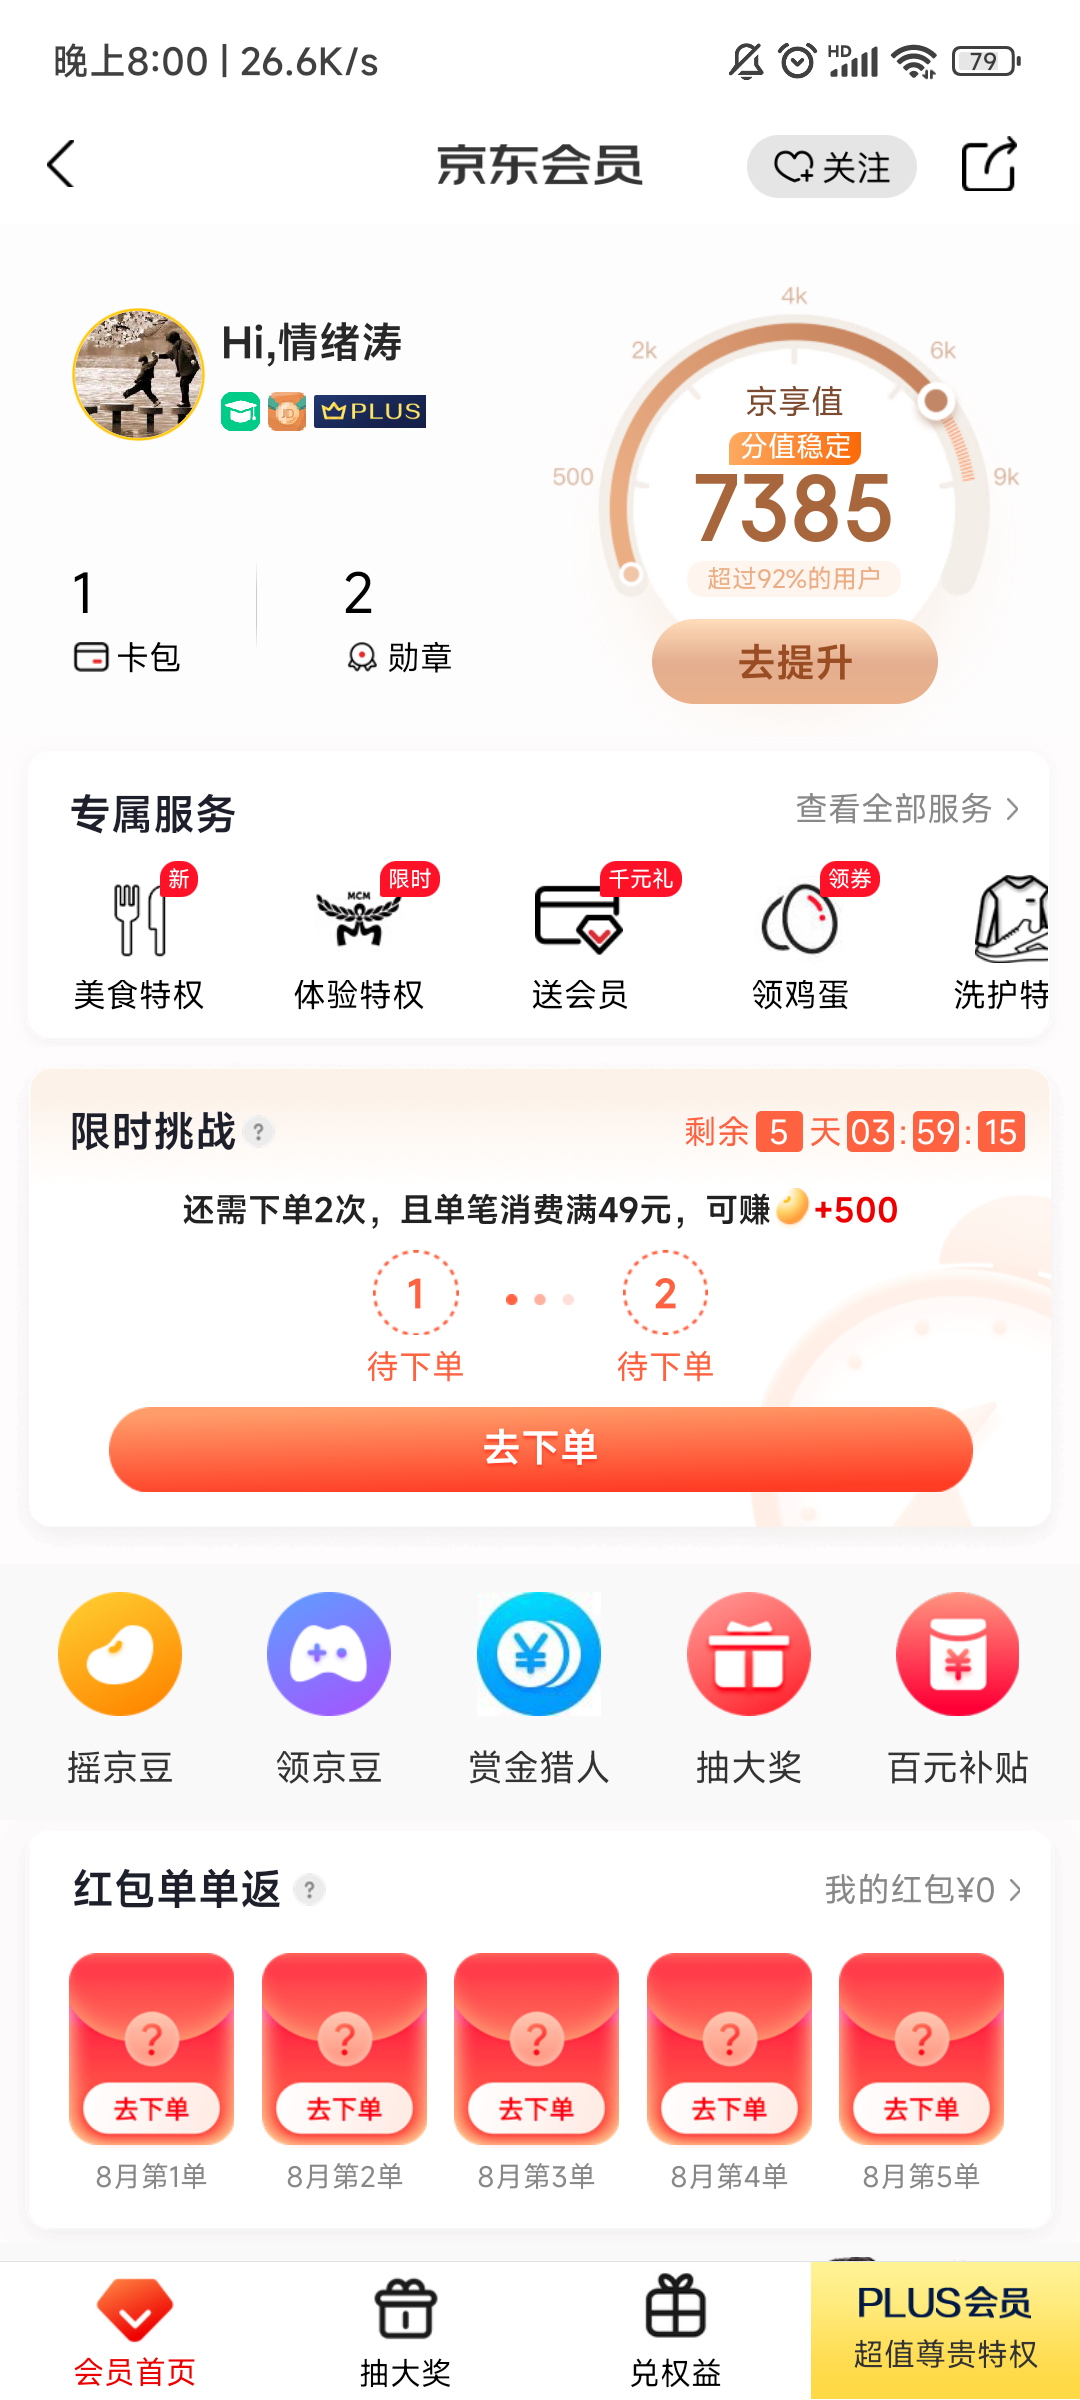 晚上8:00 | 26.6K/s
HD
79
京东会员
关注
Hi,情绪涛
JD
PLUS
500
2k
4k
6k
9k
京享值
分值稳定
7385
超过92%的用户
去提升
1
卡包
2
勋章
专属服务
查看全部服务
新
限时
千元礼
领券
MCM
美食特权
体验特权
送会员
领鸡蛋
洗护特
限时挑战 ?
剩余 5 天 03 : 59 : 15
还需下单2次，且单笔消费满49元，可赚 +500
1
2
待下单
待下单
去下单
摇京豆
领京豆
赏金猎人
抽大奖
百元补贴
红包单单返 ?
我的红包¥0
? ? ? ? ?
去下单 去下单 去下单 去下单 去下单
8月第1单 8月第2单 8月第3单 8月第4单 8月第5单
会员首页
抽大奖
兑权益
PLUS会员
超值尊贵特权